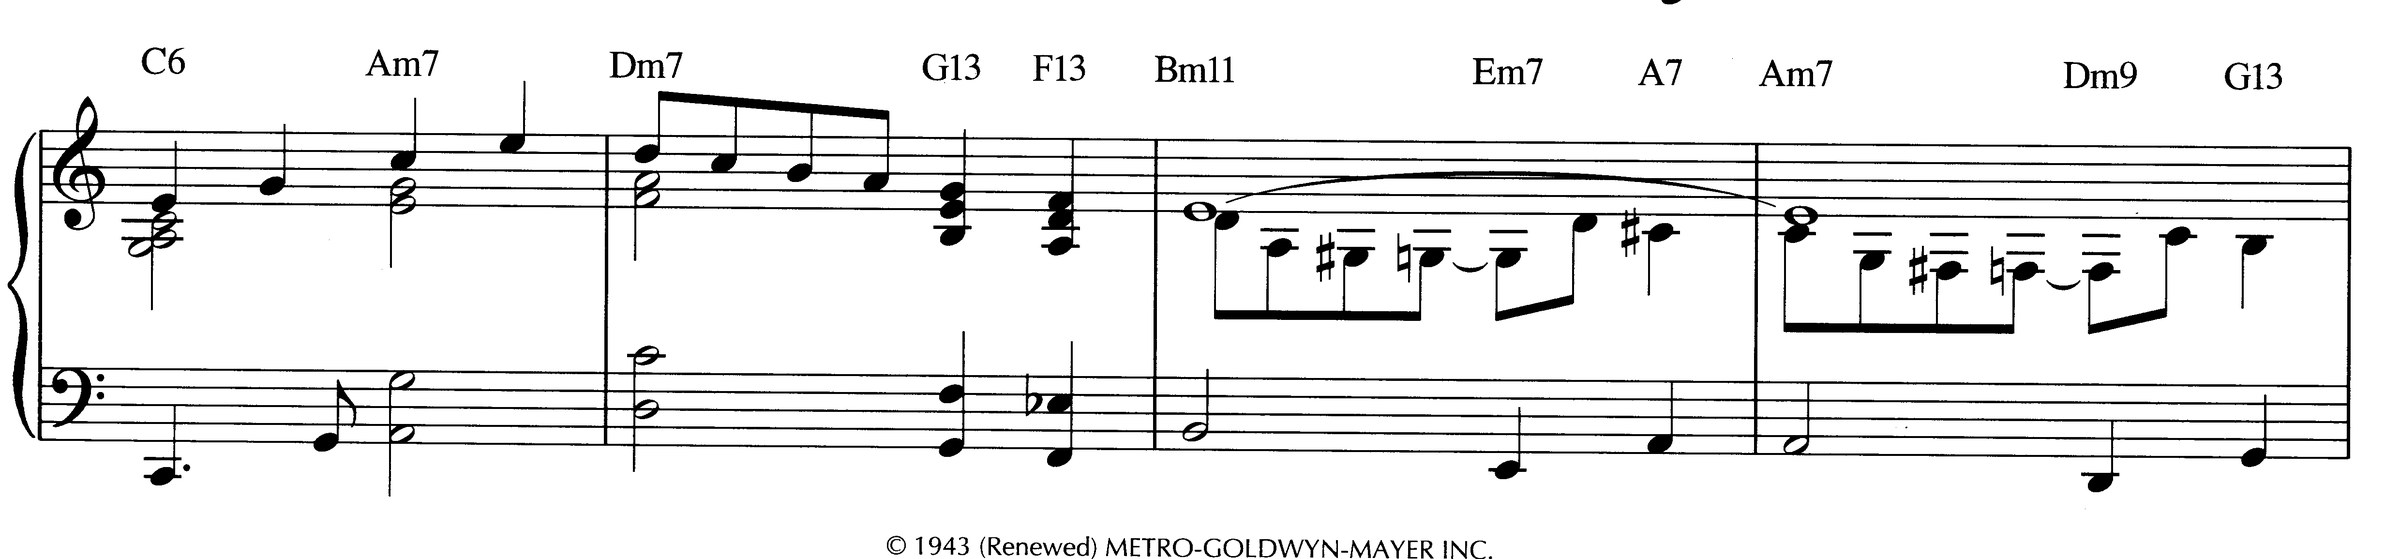 C6 Am7 Dm7 G13 F13 Bm11 Em7 A7 Am7 Dm9 G13
© 1943 (Renewed) METRO-GOLDWYN-MAYER INC.